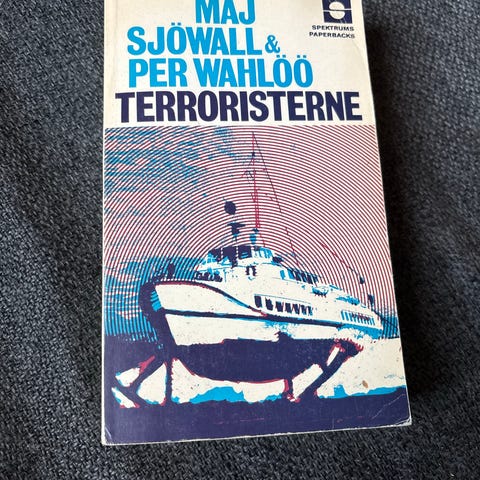 MAJ
SJÖWALL &
PER WAHLÖÖ
TERRORISTERNE
SPEKTRUMS
PAPERBACKS